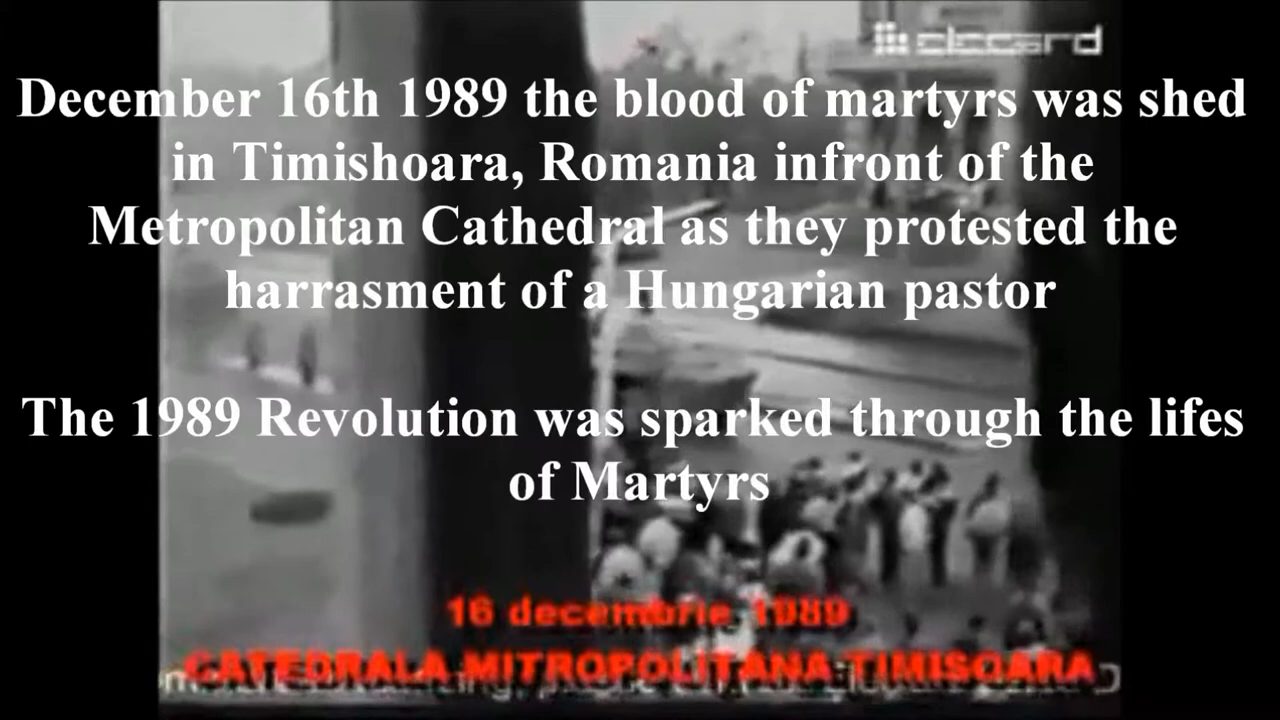 elecard
December 16th 1989 the blood of martyrs was shed
in Timishoara, Romania infront of the
Metropolitan Cathedral as they protested the
harrasment of a Hungarian pastor
The 1989 Revolution was sparked through the lifes
of Martyrs
16 decembrie 1989
CATEDRALA MITROPOLITANA TIMISOARA